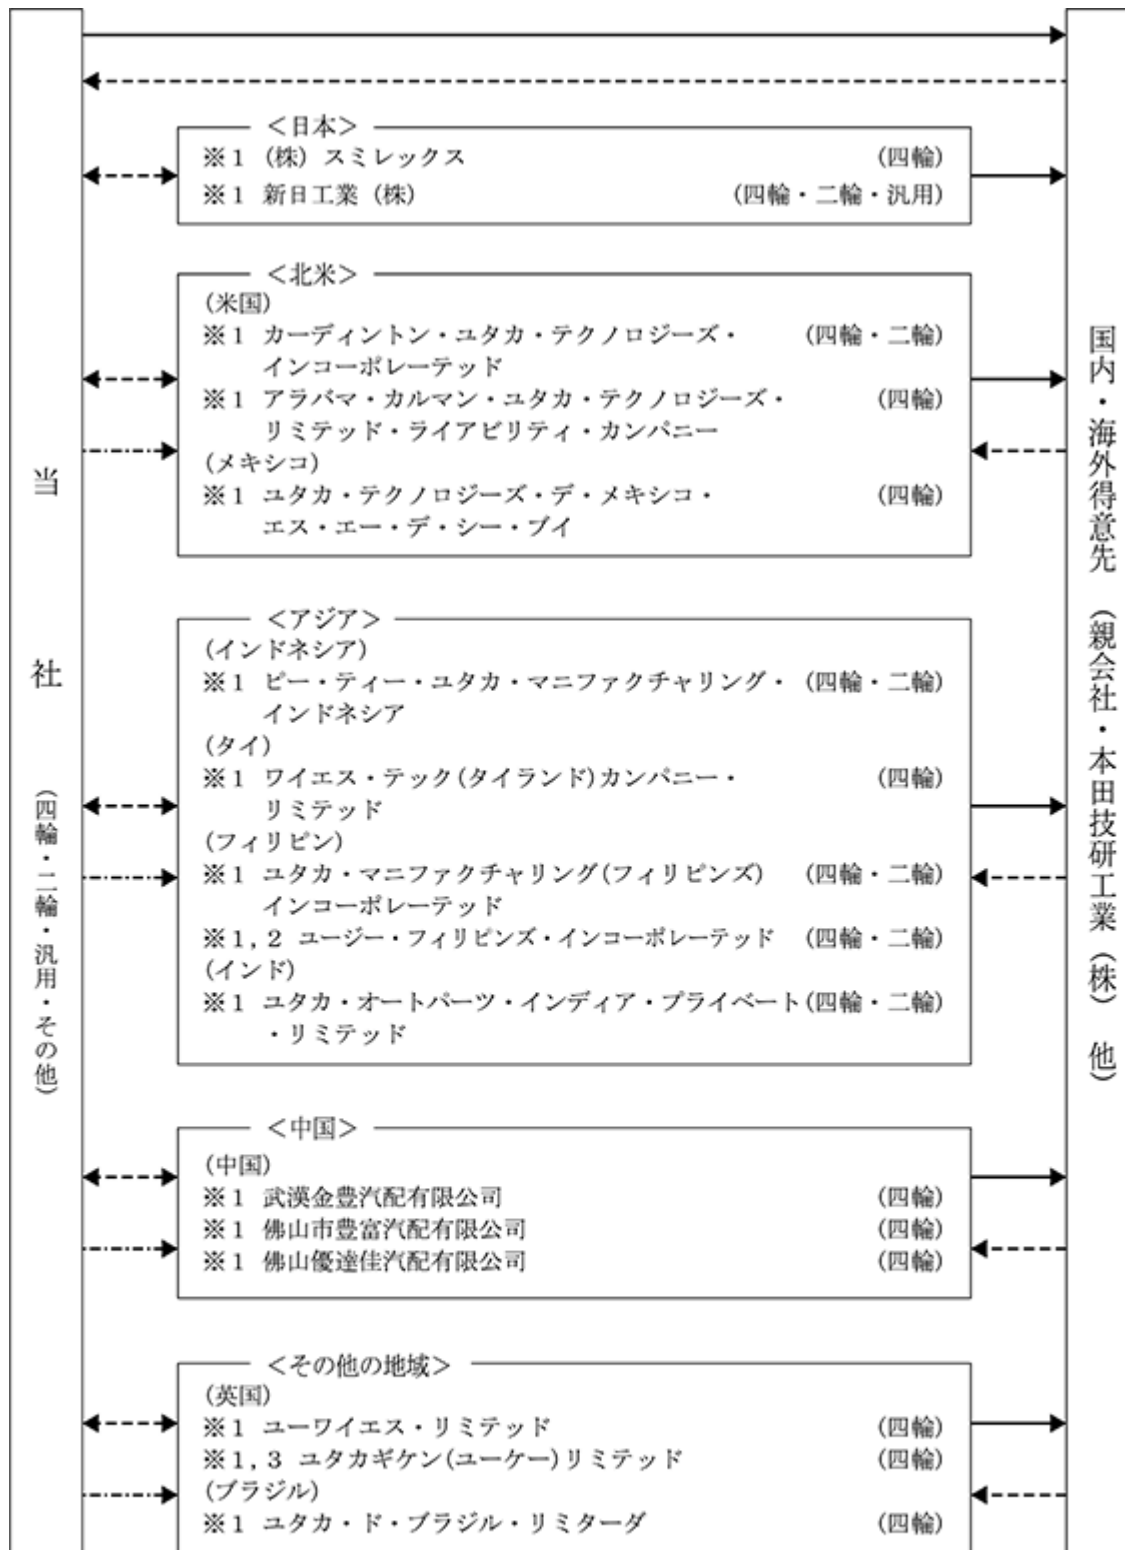 当社
(四輪・二輪・汎用・その他)
＜日本＞
※１ (株) スミレックス (四輪)
※１ 新日工業 (株) (四輪・二輪・汎用)
＜北米＞
(米国)
※１ カーディントン・ユタカ・テクノロジーズ・ (四輪・二輪)
インコーポレーテッド
※１ アラバマ・カルマン・ユタカ・テクノロジーズ・ (四輪)
リミテッド・ライアビリティ・カンパニー
(メキシコ)
※１ ユタカ・テクノロジーズ・デ・メキシコ・ (四輪)
エス・エー・デ・シー・ブイ
＜アジア＞
(インドネシア)
※１ ピー・ティー・ユタカ・マニファクチャリング・ (四輪・二輪)
インドネシア
(タイ)
※１ ワイエス・テック(タイランド)カンパニー・ (四輪)
リミテッド
(フィリピン)
※１ ユタカ・マニファクチャリング(フィリピンズ) (四輪・二輪)
インコーポレーテッド
※１,２ ユージー・フィリピンズ・インコーポレーテッド (四輪・二輪)
(インド)
※１ ユタカ・オートパーツ・インディア・プライベート (四輪・二輪)
・リミテッド
＜中国＞
(中国)
※１ 武漢金豊汽配有限公司 (四輪)
※１ 佛山市豊富汽配有限公司 (四輪)
※１ 佛山優達佳汽配有限公司 (四輪)
＜その他の地域＞
(英国)
※１ ユーワイエス・リミテッド (四輪)
※１,３ ユタカギケン(ユーケー)リミテッド (四輪)
(ブラジル)
※１ ユタカ・ド・ブラジル・リミターダ (四輪)
国内・海外得意先 (親会社・本田技研工業(株) 他)